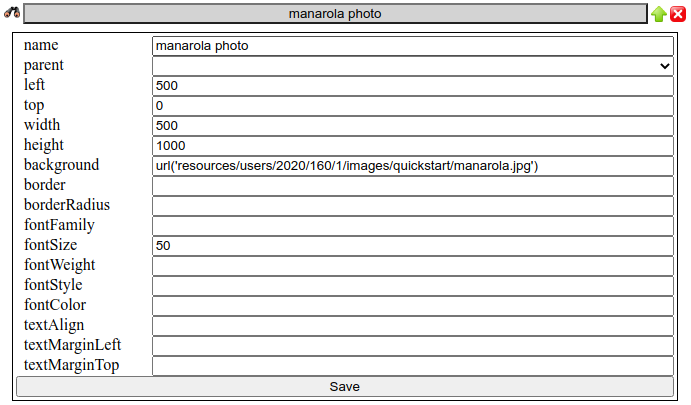 manarola photo
name manarola photo
parent
left 500
top 0
width 500
height 1000
background url('resources/users/2020/160/1/images/quickstart/manarola.jpg')
border
borderRadius
fontFamily
fontSize 50
fontWeight
fontStyle
fontColor
textAlign
textMarginLeft
textMarginTop
Save